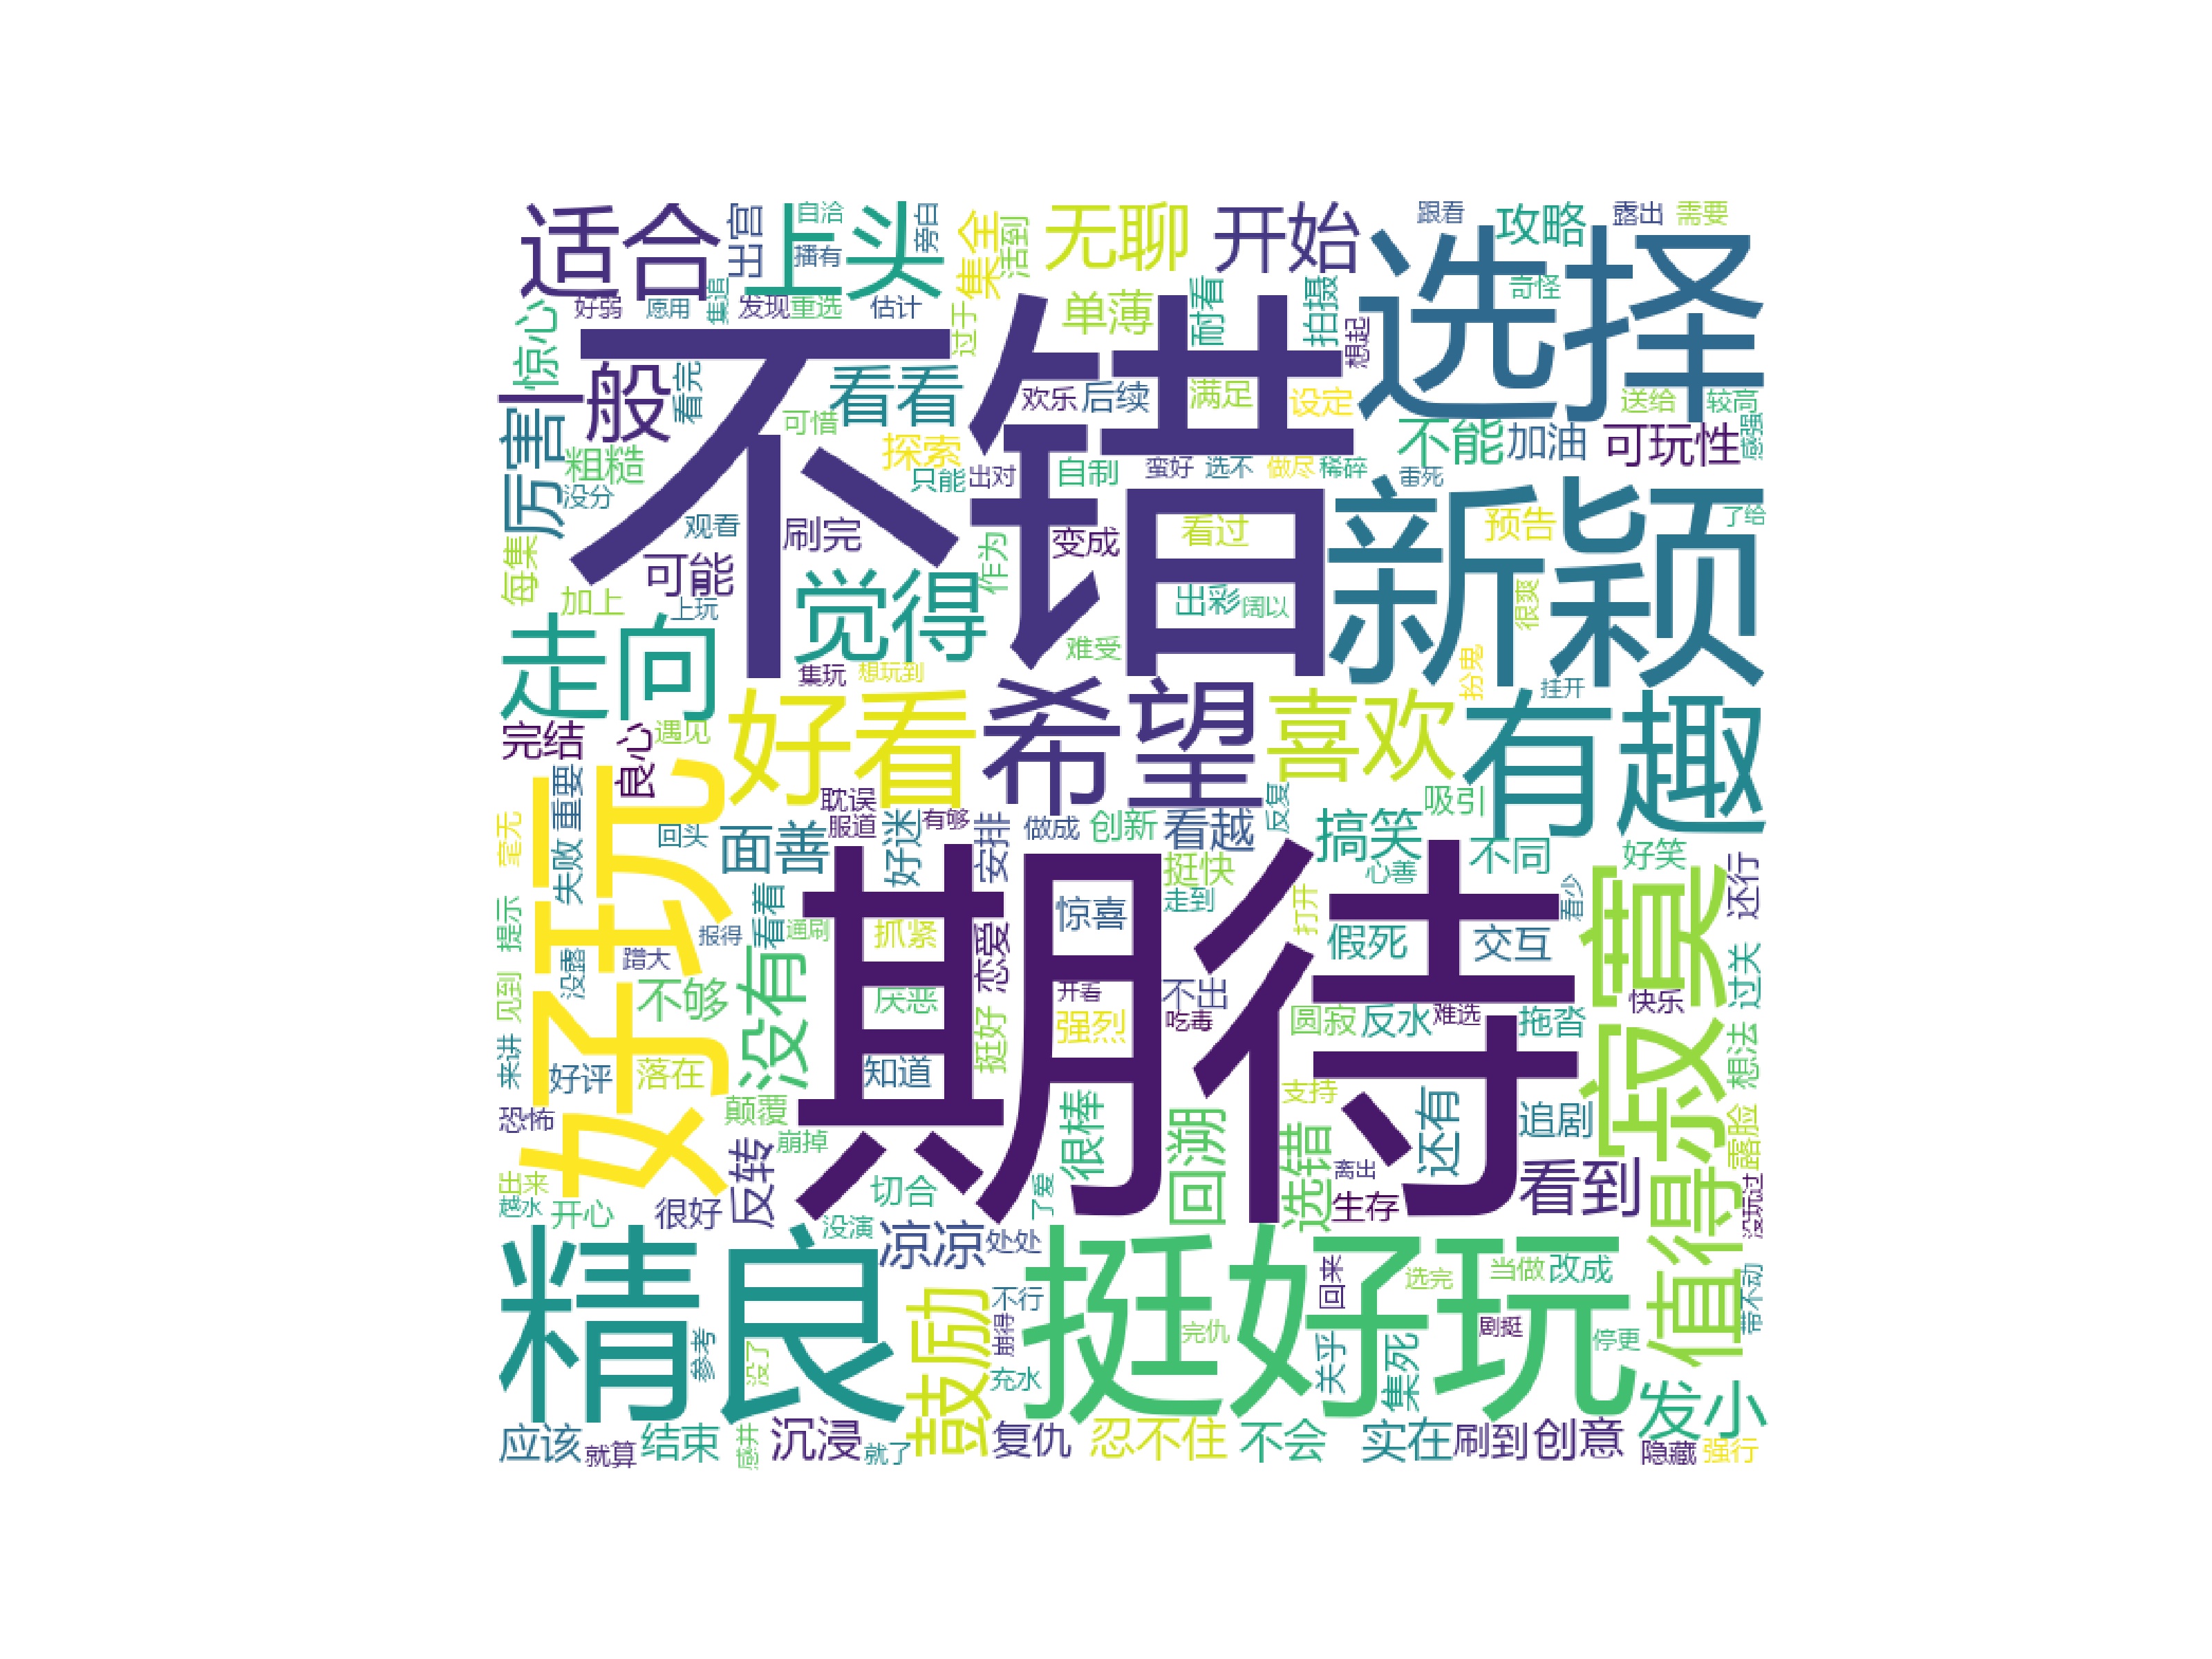 适合
出宫
自洽
播有
上头
旁白
集全
活到
无聊
开始
跟看
攻略
露出
需要
选择
惊心
好弱
愿用
集追
发现
重选
估计
过于
单薄
耐看
拍摄
想起
奇怪
不错
一般
看完
看看
可惜
欢乐
后续
满足
设定
送给
较高
厉害
粗糙
没分
探索
只能
出对
自制
蛮好
选不
做尽
稀碎
不能
雷死
加油
可玩性
感强
新颖
观看
刷完
每集
可能
加上
上玩
觉得
作为
变成
看过
预告
了给
出彩
阔以
很爽
难受
走向
集玩
想玩到
扮鬼
挂开
完结
良心
遇见
好看
希望
喜欢
有趣
好玩
失败
重要
耽误
服道
有够
做成
创新
看越
反复
吸引
搞笑
不同
好笑
毫无
回头
面善
好迷
安排
挺快
心善
走到
看少
还行
寂寞
期待
提示
没露
报得
踏大
看着
通刷
抓紧
恋爱
惊喜
打开
假死
交互
见到
不够
没有
厌恶
挺好
开看
强烈
不出
吃毒
圆寂
反水
难选
拖沓
快乐
过关
来讲
好评
落在
知道
想法
恐怖
颠覆
崩掉
很棒
回溯
支持
选错
还有
追剧
露脸
出来
越水
开心
很好
反转
切合
没演
了爱
离出
生存
看到
值得
没玩过
精良
凉凉
处处
挺好玩
回来
选完
当做
改成
带不动
参考
没了
鼓励
不行
崩得
充水
完仇
关乎
集死
剧挺
停更
发小
应该
就算
结束
感井
沉浸
就了
复仇
忍不住
不会
实在
刷到
创意
隐藏
强行